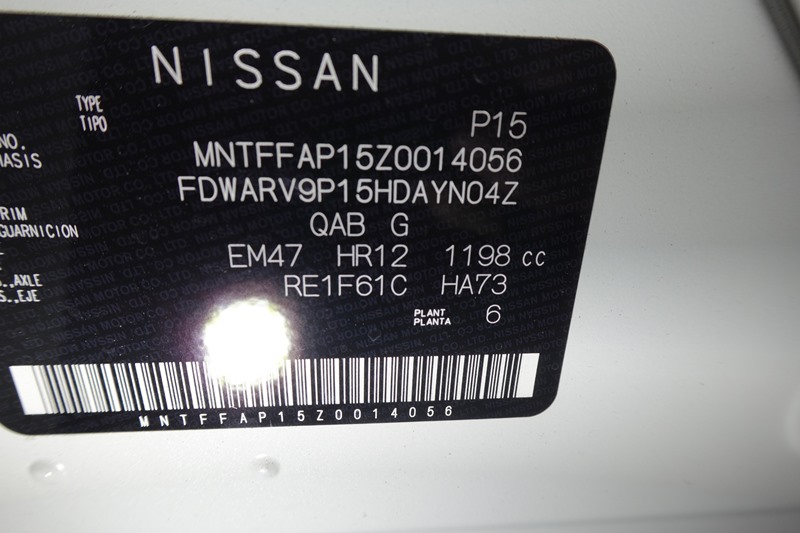 NISSAN
TYPE
TIPO
P15
NO.
HASIS
MNTFFAP15Z0014056
FDWARV9P15HDAYN04Z
RIM
GUARNICION
QAB G
EM47 HR12 1198 cc
S.,AXLE
S.,EJE
RE1F61C HA73
PLANT
PLANTA
6
MNTFFAP15Z0014056